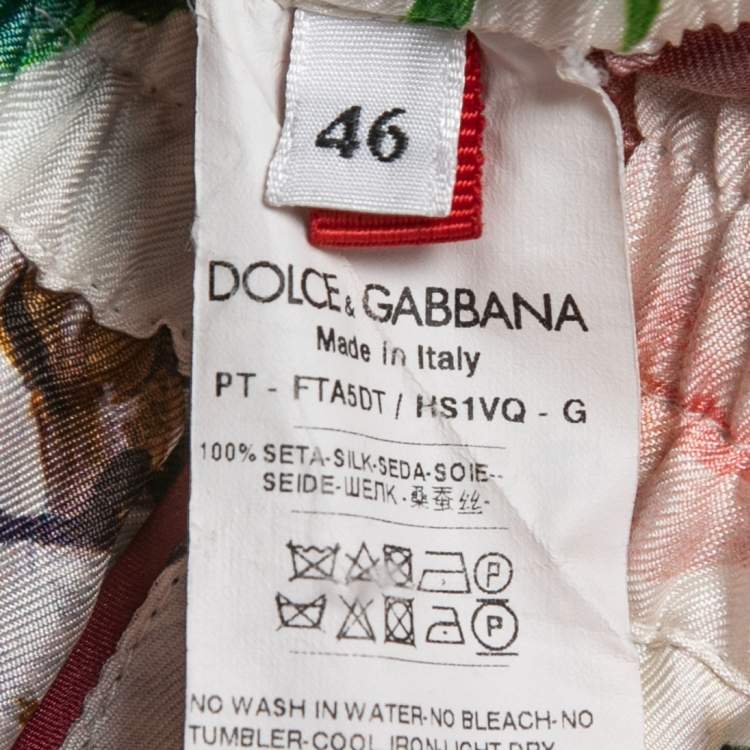 46
DOLCE & GABBANA
Made in Italy
PT - FTA5DT / HS1VQ - G
100% SETA-SILK-SEDA-SOIE--
SEIDE-ШЕЛК-桑蚕丝-
P
P
NO WASH IN WATER-NO BLEACH-NO
TUMBLER-COOL IRON-LIGHT DRY